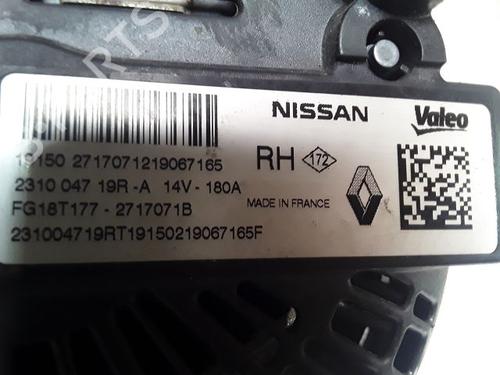 NISSAN
Valeo
19150 2717071219067165
RH 172
2310 047 19R -A 14V - 180A
MADE IN FRANCE
FG18T177 - 2717071B
231004719RT19150219067165F